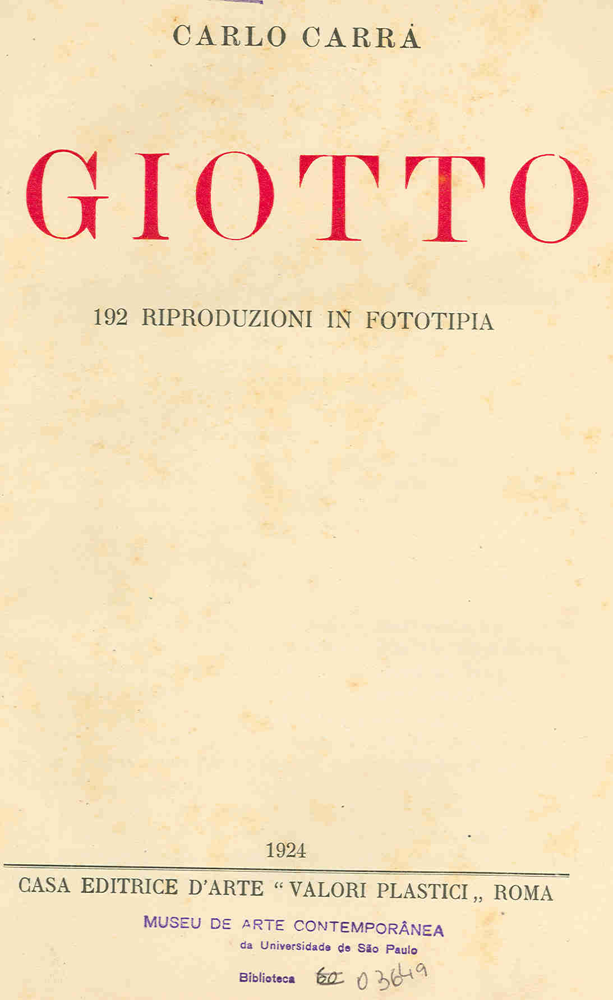 CARLO CARRÀ
GIOTTO
192 RIPRODUZIONI IN FOTOTIPIA
1924
CASA EDITRICE D'ARTE “VALORI PLASTICI„ ROMA
MUSEU DE ARTE CONTEMPORÂNEA
da Universidade de São Paulo
Biblioteca 60 03649